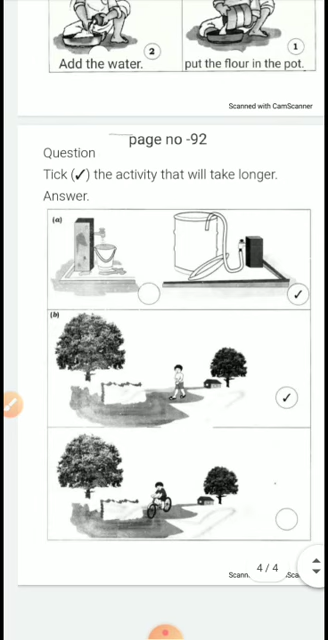 2
1
Add the water.
put the flour in the pot.
Scanned with CamScanner
page no -92
Question
Tick (✓) the activity that will take longer.
Answer.
(a)
✓
(b)
✓
4 / 4
Scann